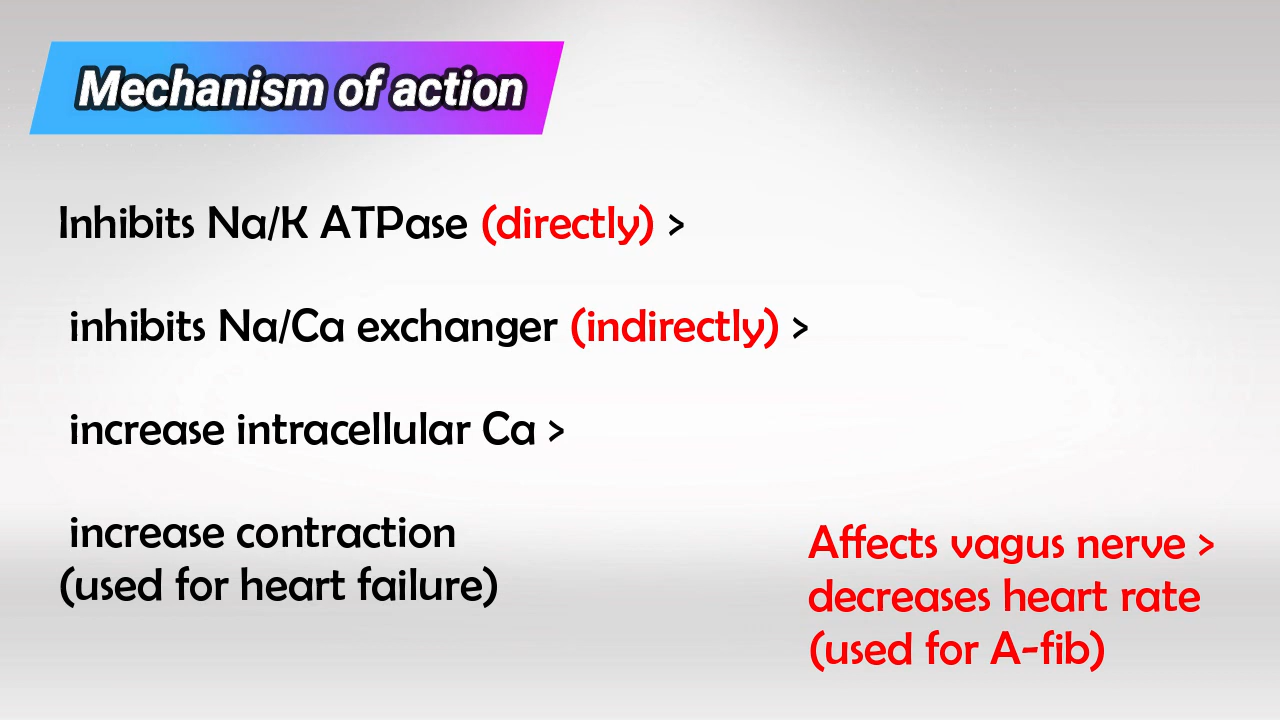 Mechanism of action
Inhibits Na/K ATPase (directly) >
inhibits Na/Ca exchanger (indirectly) >
increase intracellular Ca >
increase contraction
(used for heart failure)
Affects vagus nerve >
decreases heart rate
(used for A-fib)